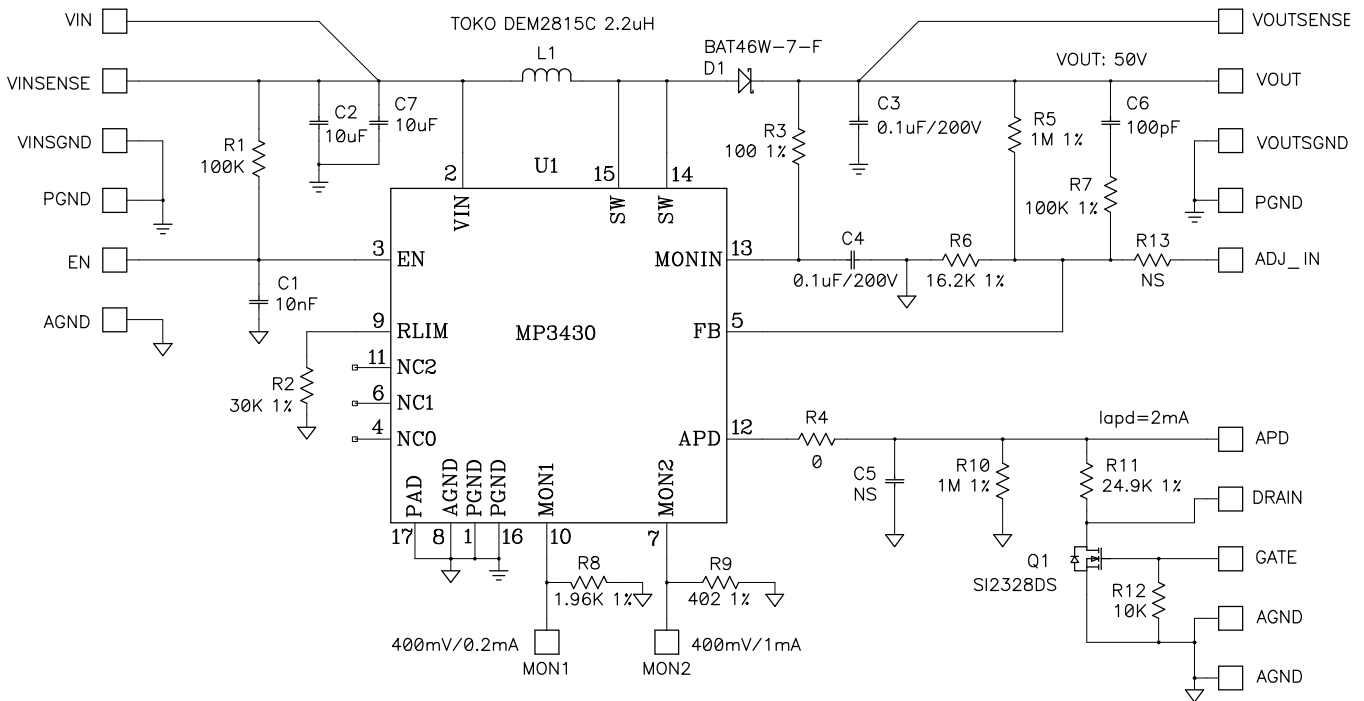 VIN
TOKO DEM2815C 2.2uH
L1
BAT46W-7-F
D1
VOUTSENSE
VINSENSE
VOUT: 50V
VOUT
C2
10uF
C7
10uF
C3
0.1uF/200V
C6
100pF
R5
1M 1%
R3
100 1%
VINSGND
R1
100K
VOUTSGND
2
U1
15
14
R7
100K 1%
PGND
VIN
SW
SW
PGND
EN
3
EN
MONIN
13
C4
0.1uF/200V
R6
16.2K 1%
R13
NS
ADJ_IN
C1
10nF
AGND
9
RLIM
MP3430
FB
5
11
NC2
R2
30K 1%
6
NC1
4
NC0
APD
12
R4
0
Iapd=2mA
APD
C5
NS
R10
1M 1%
R11
24.9K 1%
DRAIN
PAD
AGND
PGND
PGND
MON1
MON2
17
8
1
16
10
7
Q1
SI2328DS
GATE
R8
1.96K 1%
R9
402 1%
R12
10K
AGND
400mV/0.2mA
MON1
400mV/1mA
MON2
AGND